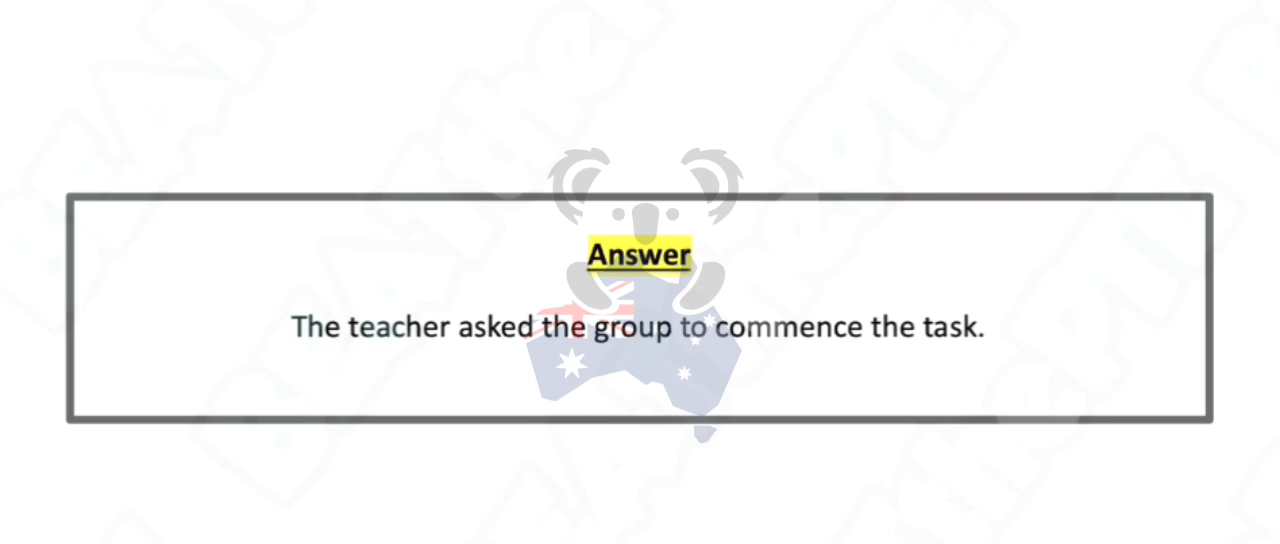 Answer
The teacher asked the group to commence the task.